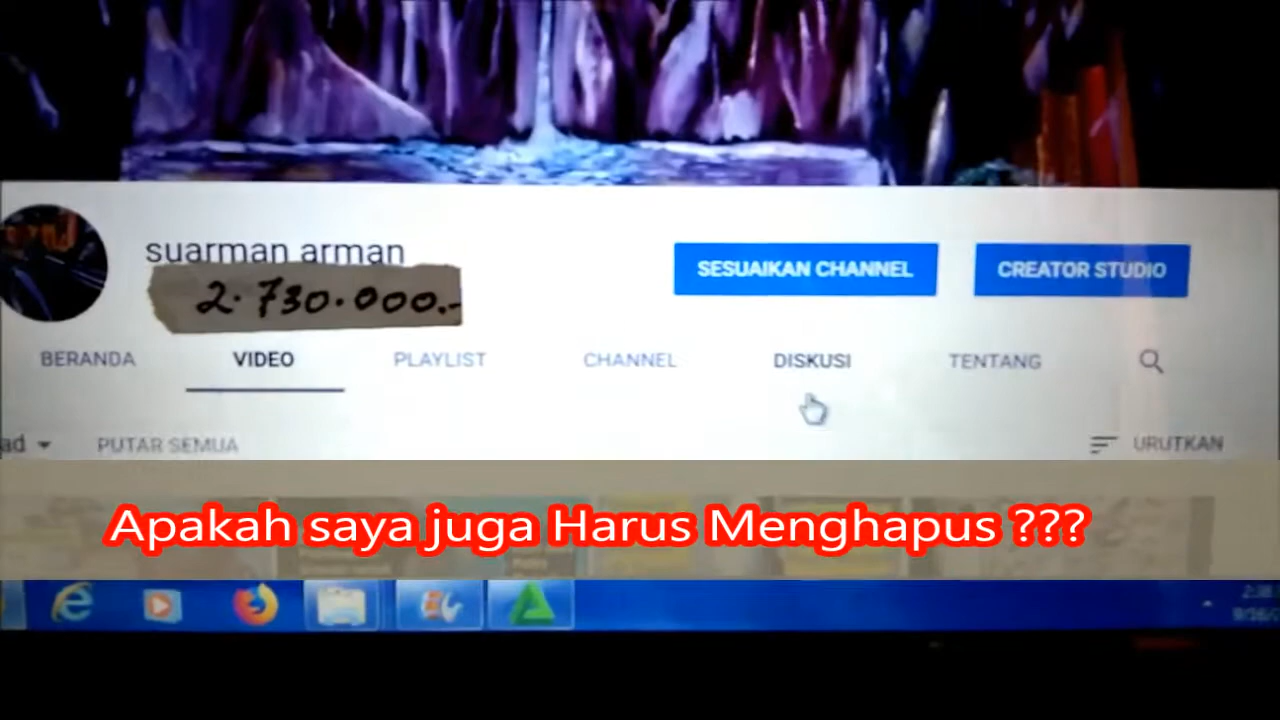 suarman arman
2.730.000.-
SESUAIKAN CHANNEL
CREATOR STUDIO
BERANDA VIDEO PLAYLIST CHANNEL DISKUSI TENTANG
ad PUTAR SEMUA URUTKAN
Apakah saya juga Harus Menghapus ???